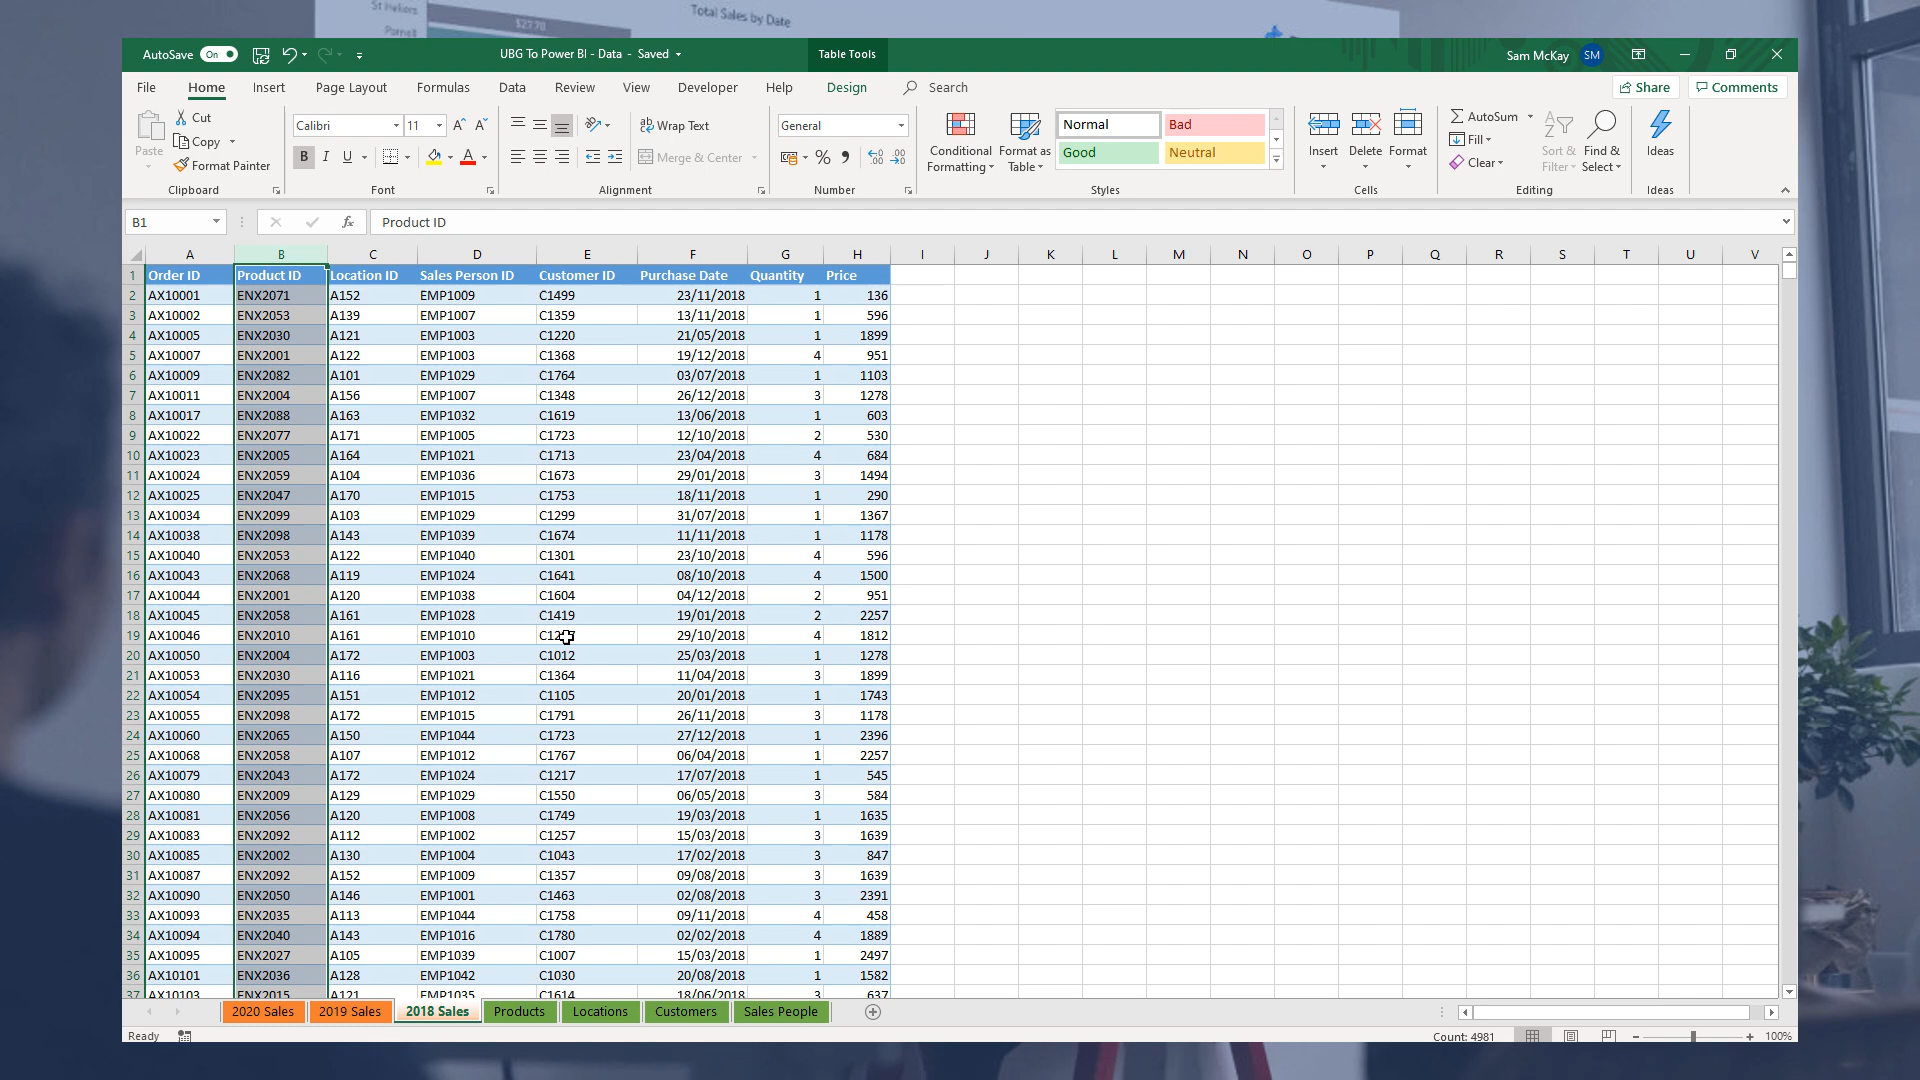 St Heliers
$27.70
Total Sales by Date
Parnell
AutoSave On UBG To Power BI - Data - Saved Table Tools Sam McKay SM
File Home Insert Draw Page Layout Formulas Data Review View Developer Help Design Search Share Comments
Paste Cut Copy Format Painter Clipboard
Calibri 11 B I U Font
ab Wrap Text Merge & Center Alignment
General % Number
Conditional Formatting Format as Table Normal Bad Good Neutral Styles
Insert Delete Format Cells
AutoSum Fill Clear Sort & Filter Find & Select Editing
Ideas Ideas
B1 fx Product ID
A B C D E F G H I J K L M N O P Q R S T U V
1 Order ID Product ID Location ID Sales Person ID Customer ID Purchase Date Quantity Price
2 AX10001 ENX2071 A152 EMP1009 C1499 23/11/2018 1 136
3 AX10002 ENX2053 A139 EMP1007 C1359 13/11/2018 1 596
4 AX10005 ENX2030 A121 EMP1003 C1220 21/05/2018 1 1899
5 AX10007 ENX2001 A122 EMP1003 C1368 19/12/2018 4 951
6 AX10009 ENX2082 A101 EMP1029 C1764 03/07/2018 1 1103
7 AX10011 ENX2004 A156 EMP1007 C1348 26/12/2018 3 1278
8 AX10017 ENX2088 A163 EMP1032 C1619 13/06/2018 1 603
9 AX10022 ENX2077 A171 EMP1005 C1723 12/10/2018 2 530
10 AX10023 ENX2005 A164 EMP1021 C1713 23/04/2018 4 684
11 AX10024 ENX2059 A104 EMP1036 C1673 29/01/2018 3 1494
12 AX10025 ENX2047 A170 EMP1015 C1753 18/11/2018 1 290
13 AX10034 ENX2099 A103 EMP1029 C1299 31/07/2018 1 1367
14 AX10038 ENX2098 A143 EMP1039 C1674 11/11/2018 1 1178
15 AX10040 ENX2053 A122 EMP1040 C1301 23/10/2018 4 596
16 AX10043 ENX2068 A119 EMP1024 C1641 08/10/2018 4 1500
17 AX10044 ENX2001 A120 EMP1038 C1604 04/12/2018 2 951
18 AX10045 ENX2058 A161 EMP1028 C1419 19/01/2018 2 2257
19 AX10046 ENX2010 A161 EMP1010 29/10/2018 4 1812
20 AX10050 ENX2004 A172 EMP1003 C1012 25/03/2018 1 1278
21 AX10053 ENX2030 A116 EMP1021 C1364 11/04/2018 3 1899
22 AX10054 ENX2095 A151 EMP1012 C1105 20/01/2018 1 1743
23 AX10055 ENX2098 A172 EMP1015 C1791 26/11/2018 3 1178
24 AX10060 ENX2065 A150 EMP1044 C1723 27/12/2018 1 2396
25 AX10068 ENX2058 A107 EMP1012 C1767 06/04/2018 1 2257
26 AX10079 ENX2043 A172 EMP1024 C1217 17/07/2018 1 545
27 AX10080 ENX2009 A129 EMP1029 C1550 06/05/2018 3 584
28 AX10081 ENX2056 A120 EMP1008 C1749 19/03/2018 1 1635
29 AX10083 ENX2092 A112 EMP1002 C1257 15/03/2018 3 1639
30 AX10085 ENX2002 A130 EMP1004 C1043 17/02/2018 3 847
31 AX10087 ENX2092 A152 EMP1009 C1357 09/08/2018 3 1639
32 AX10090 ENX2050 A146 EMP1001 C1463 02/08/2018 3 2391
33 AX10093 ENX2035 A113 EMP1044 C1758 09/11/2018 4 458
34 AX10094 ENX2040 A143 EMP1016 C1780 02/02/2018 4 1889
35 AX10095 ENX2027 A105 EMP1039 C1007 15/03/2018 1 2497
36 AX10101 ENX2036 A128 EMP1042 C1030 20/08/2018 1 1582
37 AX10103 ENX2015 A121 EMP1035 C1614 18/06/2018 3 637
2020 Sales 2019 Sales 2018 Sales Products Locations Customers Sales People
Ready Count: 4981 100%